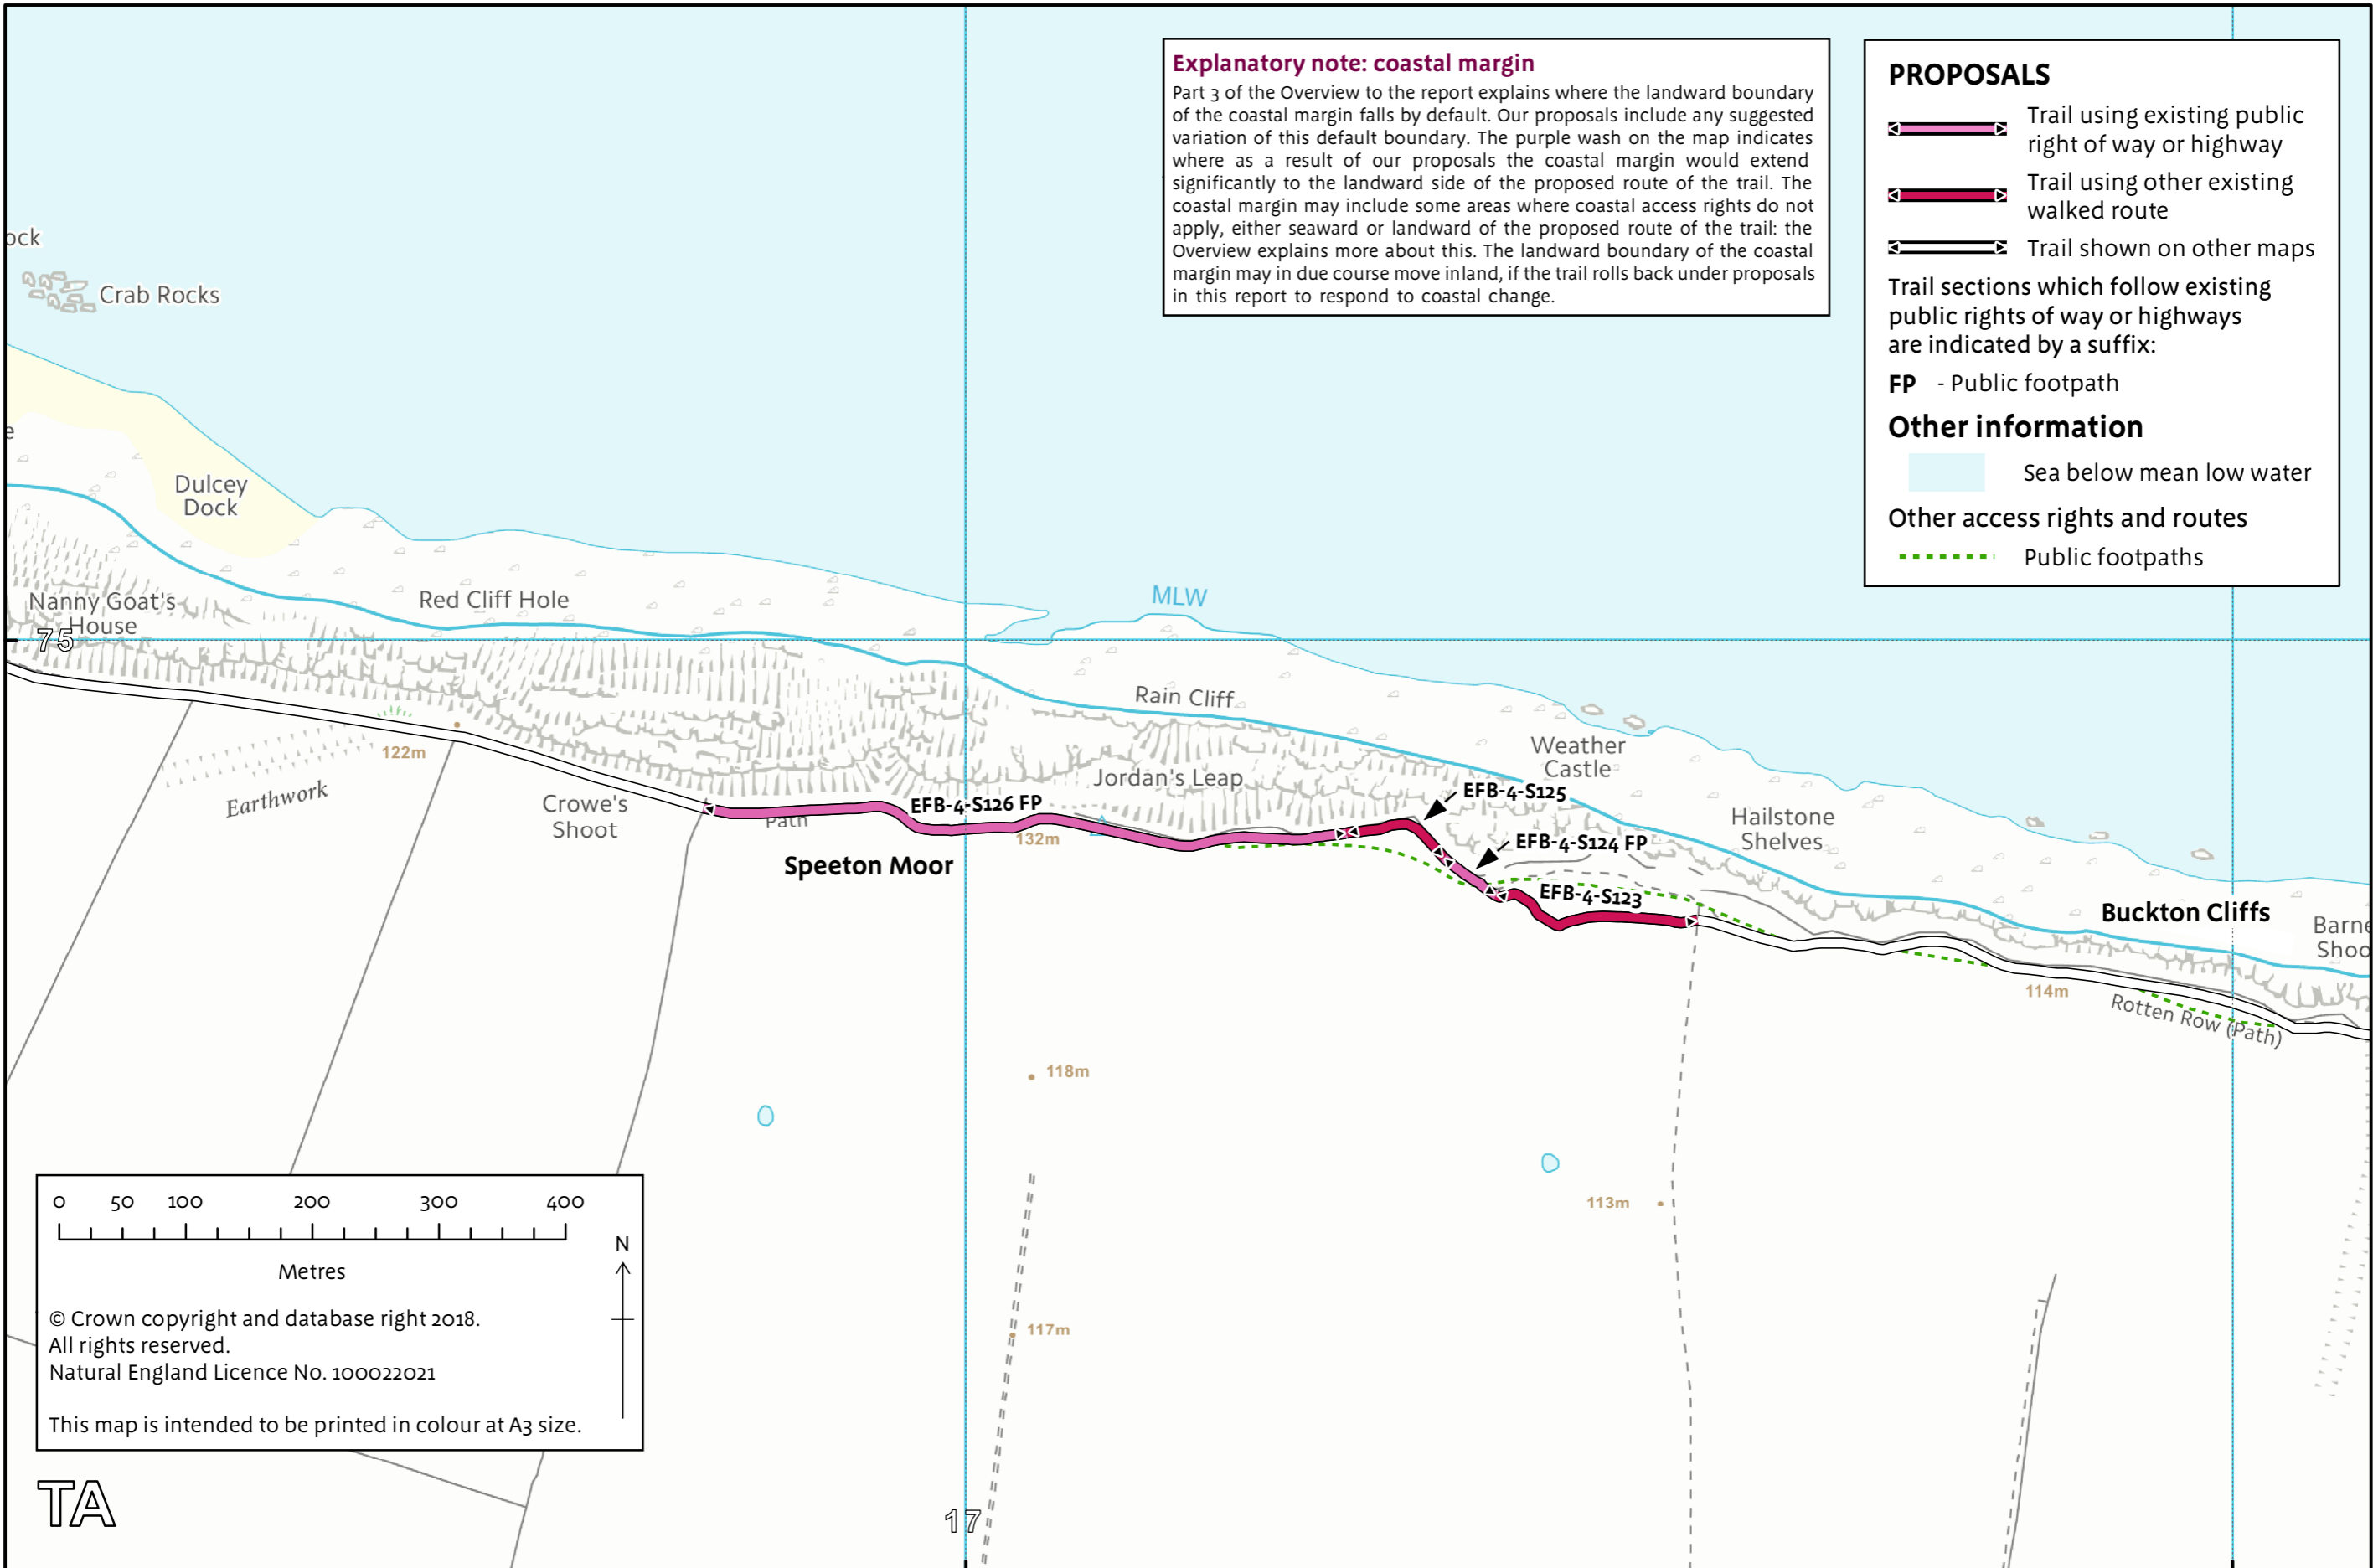 Explanatory note: coastal margin
Part 3 of the Overview to the report explains where the landward boundary
of the coastal margin falls by default. Our proposals include any suggested
variation of this default boundary. The purple wash on the map indicates
where as a result of our proposals the coastal margin would extend
significantly to the landward side of the proposed route of the trail. The
coastal margin may include some areas where coastal access rights do not
apply, either seaward or landward of the proposed route of the trail: the
Overview explains more about this. The landward boundary of the coastal
margin may in due course move inland, if the trail rolls back under proposals
in this report to respond to coastal change.
PROPOSALS
Trail using existing public
right of way or highway
Trail using other existing
walked route
Trail shown on other maps
Trail sections which follow existing
public rights of way or highways
are indicated by a suffix:
FP - Public footpath
Other information
Sea below mean low water
Other access rights and routes
Public footpaths
ock
Crab Rocks
e
Dulcey
Dock
Nanny Goat's
House
75
Red Cliff Hole
MLW
Rain Cliff
122m
Earthwork
Crowe's
Shoot
Path
EFB-4-S126 FP
132m
Jordan's Leap
Speeton Moor
Weather
Castle
EFB-4-S125
EFB-4-S124 FP
EFB-4-S123
Hailstone
Shelves
Buckton Cliffs
Barne
Shoo
114m
Rotten Row (Path)
118m
113m
117m
0 50 100 200 300 400
Metres
N
© Crown copyright and database right 2018.
All rights reserved.
Natural England Licence No. 100022021
This map is intended to be printed in colour at A3 size.
TA
17